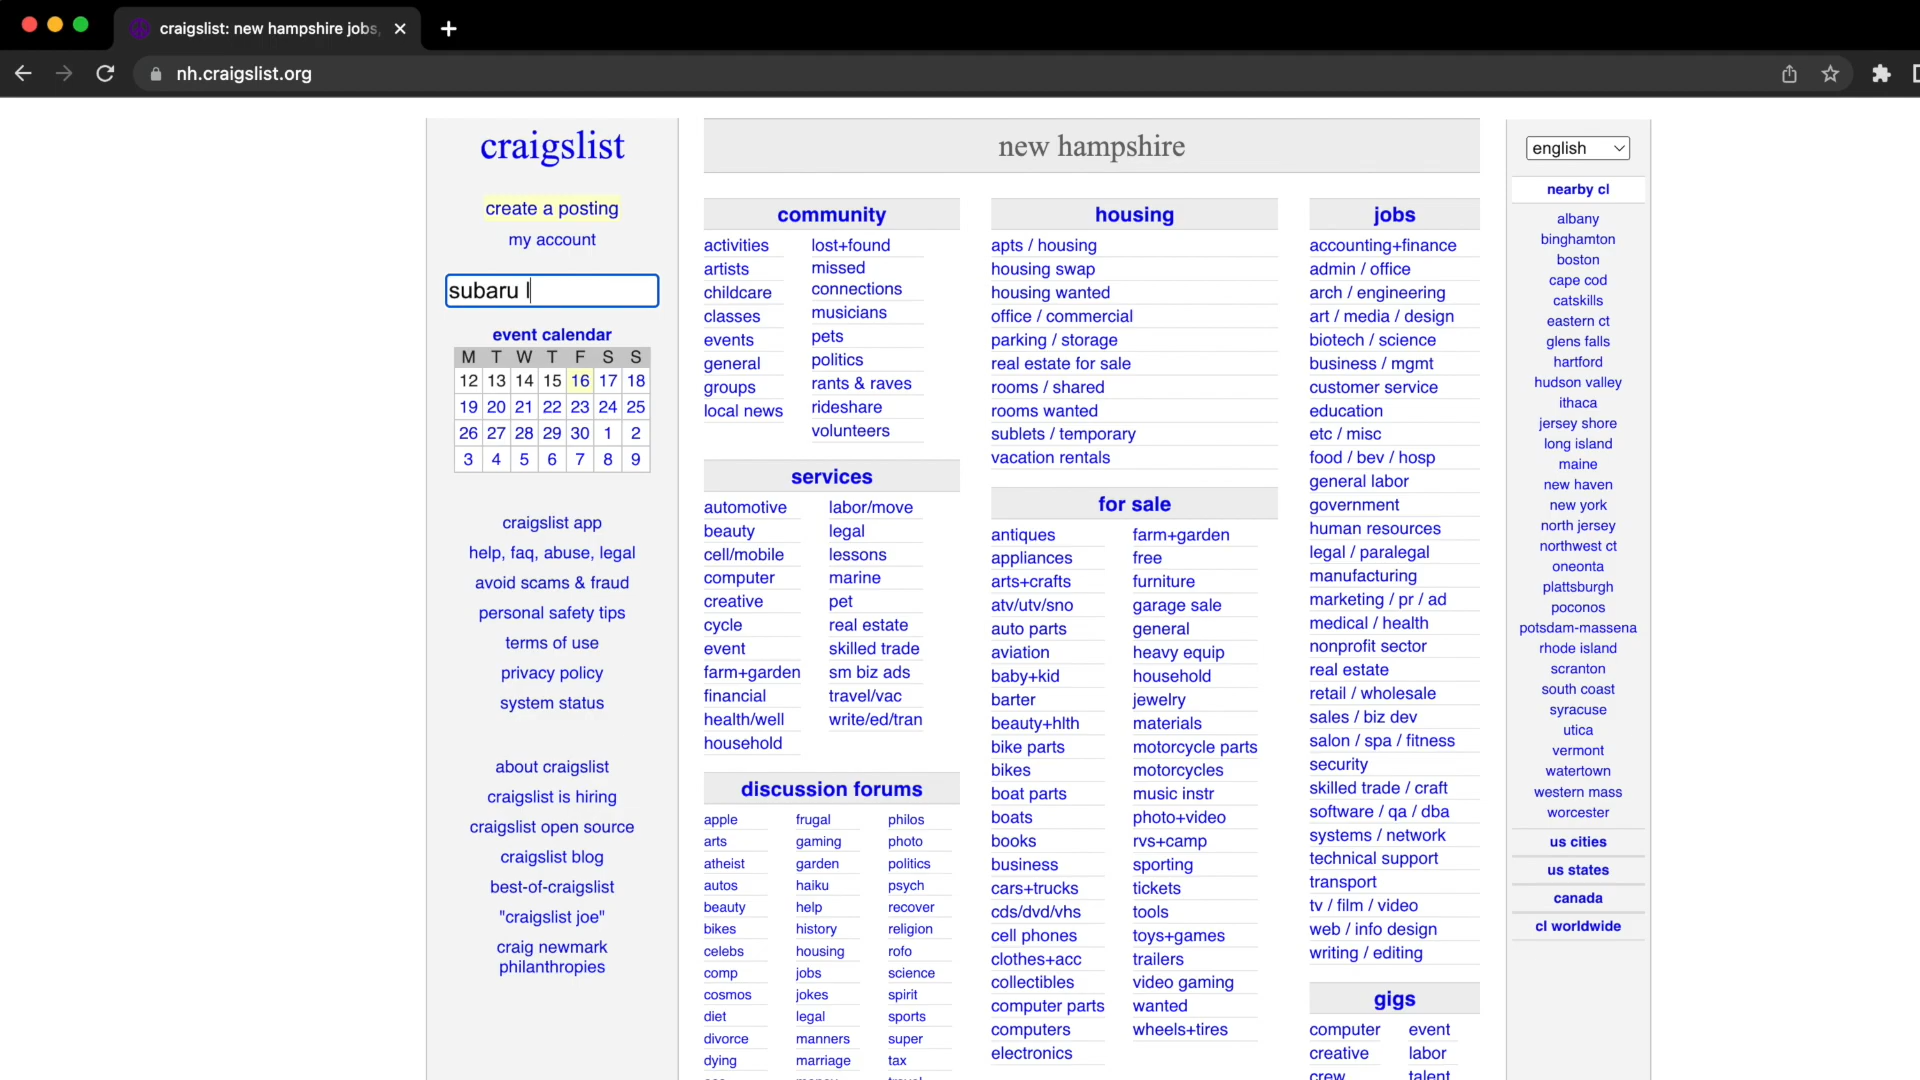 craigslist: new hampshire jobs,
nh.craigslist.org
craigslist
create a posting
my account
subaru l
event calendar
M T W T F S S
12 13 14 15 16 17 18
19 20 21 22 23 24 25
26 27 28 29 30 1 2
3 4 5 6 7 8 9
craigslist app
help, faq, abuse, legal
avoid scams & fraud
personal safety tips
terms of use
privacy policy
system status
about craigslist
craigslist is hiring
craigslist open source
craigslist blog
best-of-craigslist
"craigslist joe"
craig newmark
philanthropies
new hampshire
community
activities
artists
childcare
classes
events
general
groups
local news
lost+found
missed
connections
musicians
pets
politics
rants & raves
rideshare
volunteers
services
automotive
beauty
cell/mobile
computer
creative
cycle
event
farm+garden
financial
health/well
household
labor/move
legal
lessons
marine
pet
real estate
skilled trade
sm biz ads
travel/vac
write/ed/tran
discussion forums
apple
arts
atheist
autos
beauty
bikes
celebs
comp
cosmos
diet
divorce
dying
frugal
gaming
garden
haiku
help
history
housing
jobs
jokes
legal
manners
marriage
philos
photo
politics
psych
recover
religion
rofo
science
spirit
sports
super
tax
housing
apts / housing
housing swap
housing wanted
office / commercial
parking / storage
real estate for sale
rooms / shared
rooms wanted
sublets / temporary
vacation rentals
for sale
antiques
appliances
arts+crafts
atv/utv/sno
auto parts
aviation
baby+kid
barter
beauty+hlth
bike parts
bikes
boat parts
boats
books
business
cars+trucks
cds/dvd/vhs
cell phones
clothes+acc
collectibles
computer parts
computers
electronics
farm+garden
free
furniture
garage sale
general
heavy equip
household
jewelry
materials
motorcycle parts
motorcycles
music instr
photo+video
rvs+camp
sporting
tickets
tools
toys+games
trailers
video gaming
wanted
wheels+tires
jobs
accounting+finance
admin / office
arch / engineering
art / media / design
biotech / science
business / mgmt
customer service
education
etc / misc
food / bev / hosp
general labor
government
human resources
legal / paralegal
manufacturing
marketing / pr / ad
medical / health
nonprofit sector
real estate
retail / wholesale
sales / biz dev
salon / spa / fitness
security
skilled trade / craft
software / qa / dba
systems / network
technical support
transport
tv / film / video
web / info design
writing / editing
gigs
computer
creative
crew
event
labor
talent
english
nearby cl
albany
binghamton
boston
cape cod
catskills
eastern ct
glens falls
hartford
hudson valley
ithaca
jersey shore
long island
maine
new haven
new york
north jersey
northwest ct
oneonta
plattsburgh
poconos
potsdam-massena
rhode island
scranton
south coast
syracuse
utica
vermont
watertown
western mass
worcester
us cities
us states
canada
cl worldwide